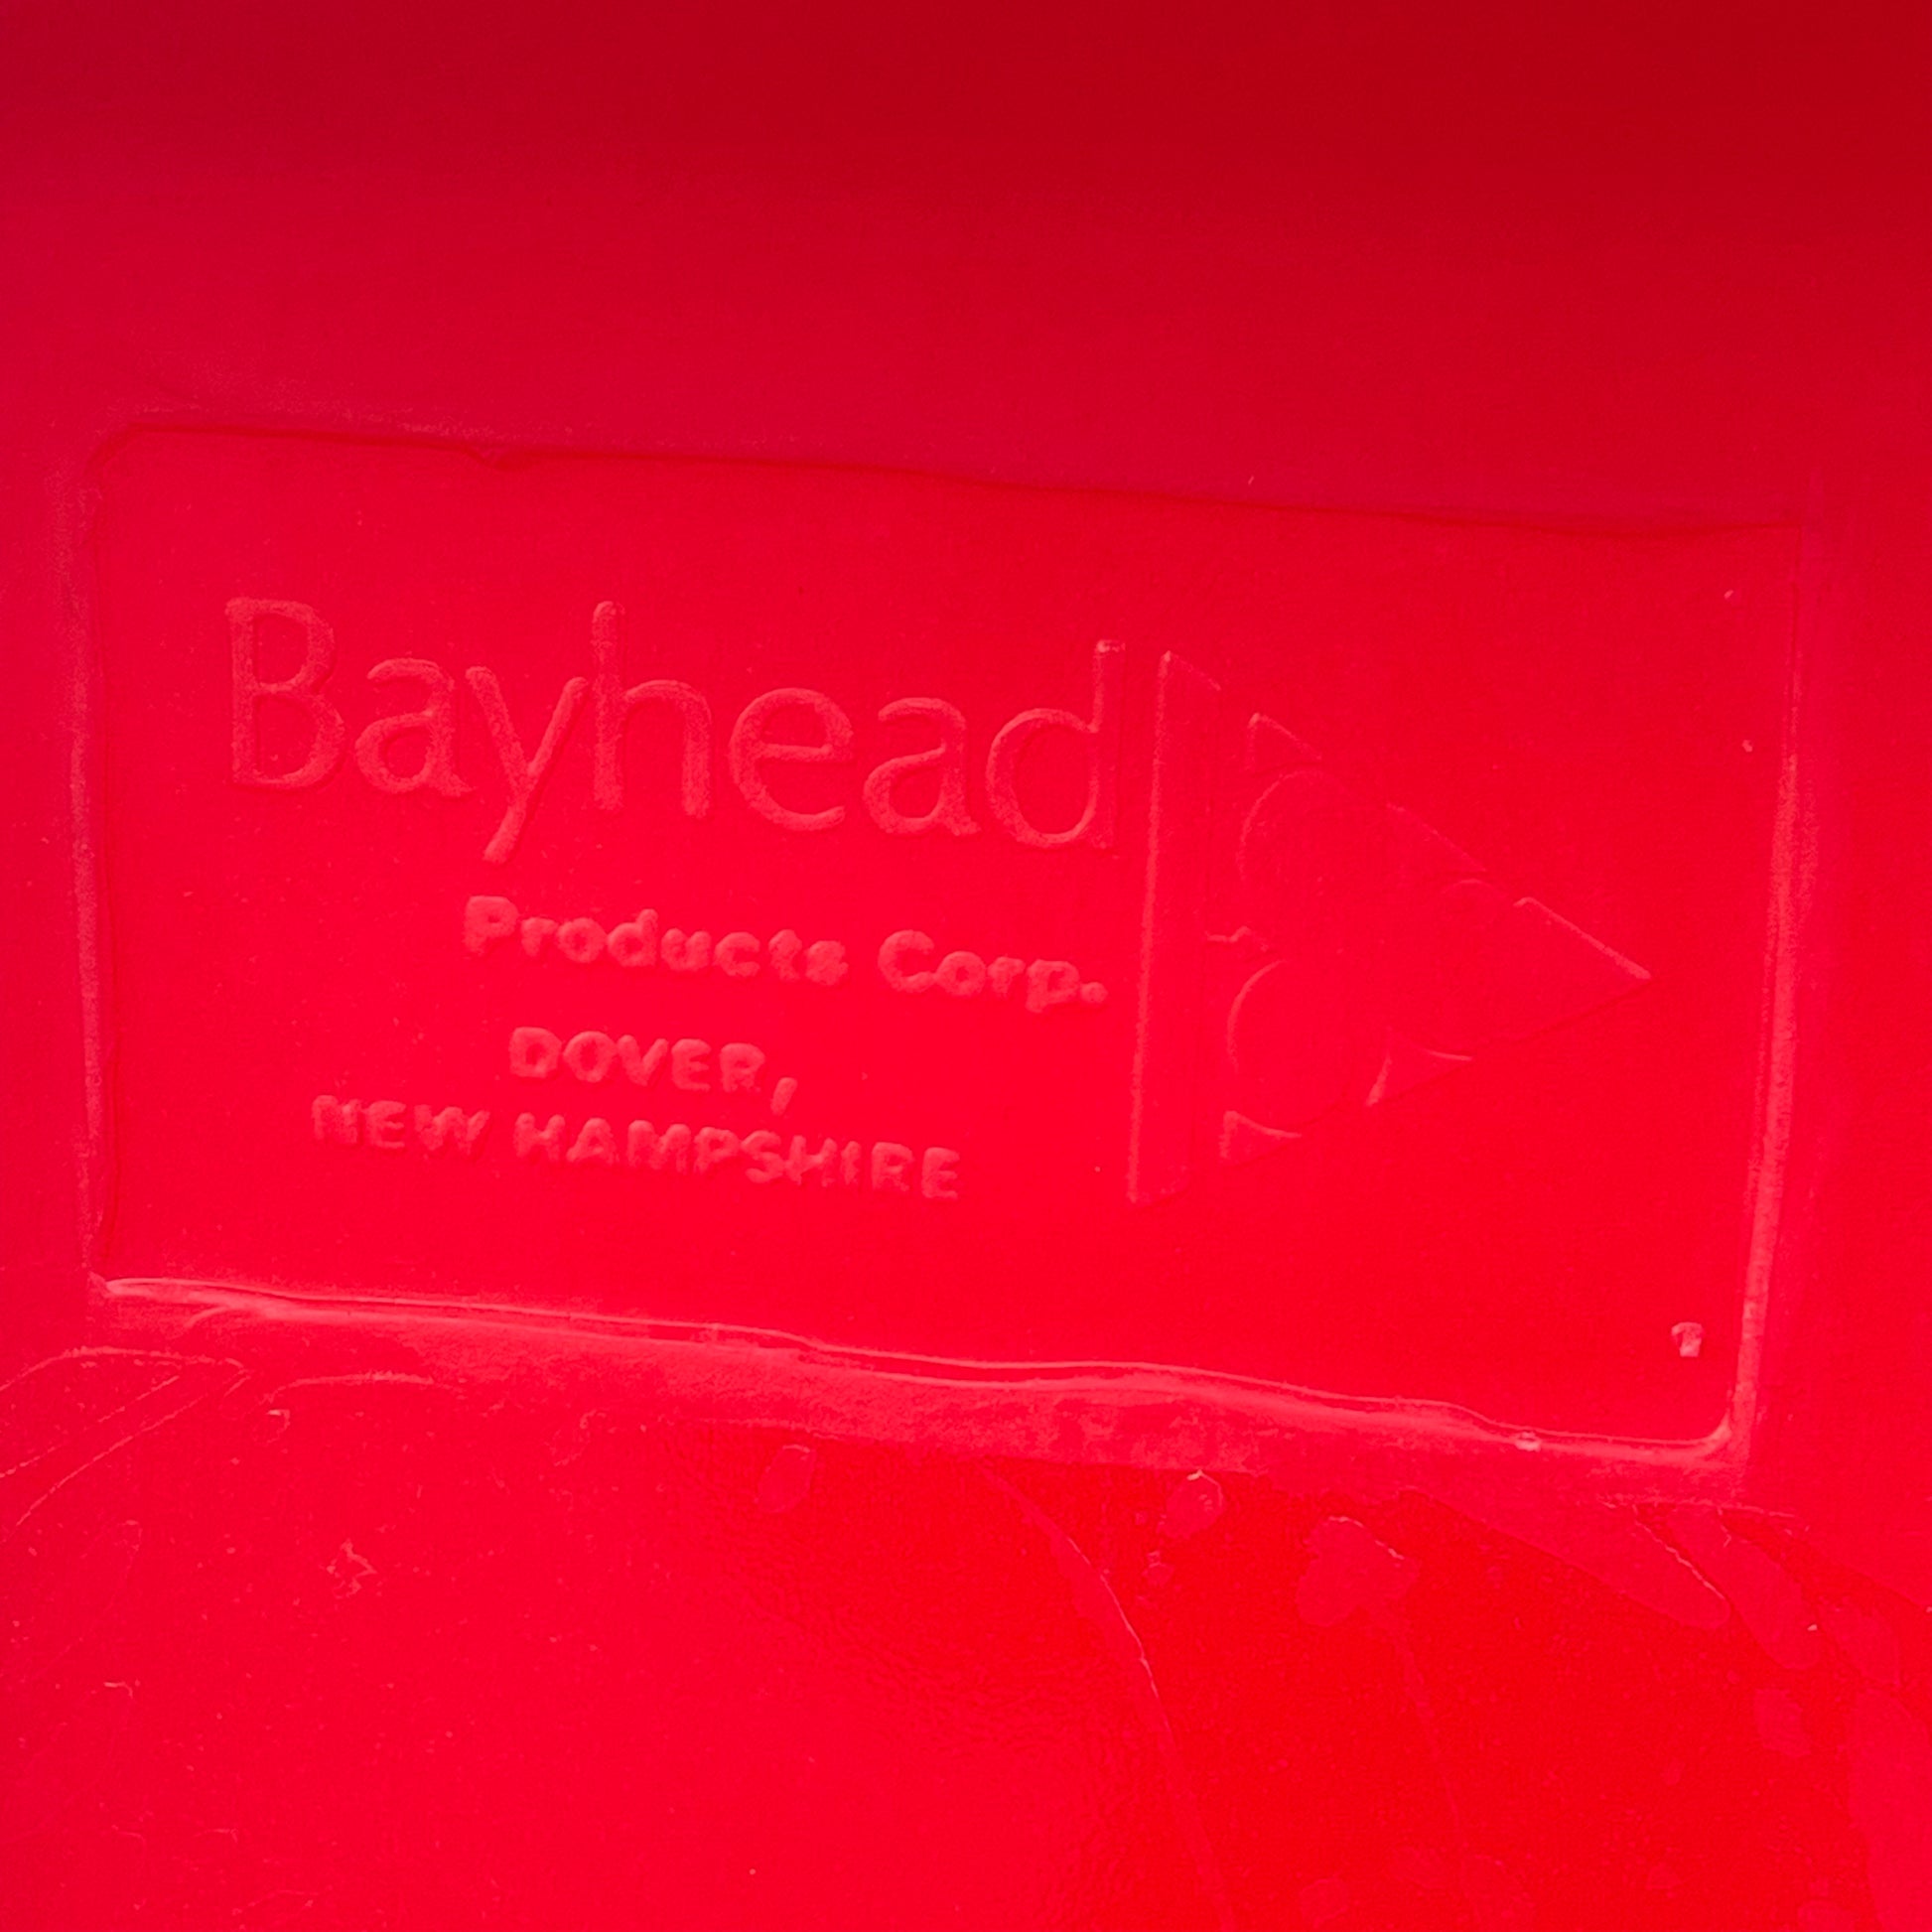 Bayhead
Products Corp.
DOVER,
NEW HAMPSHIRE